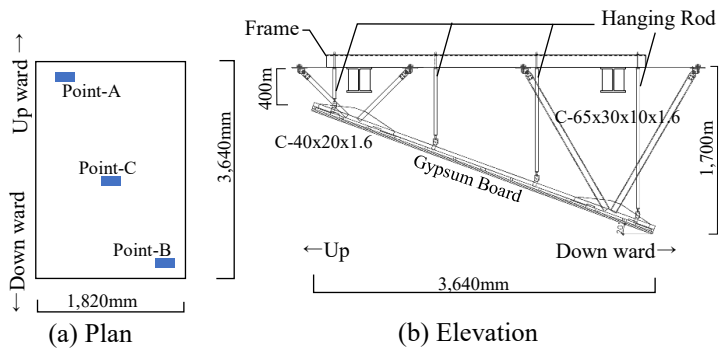 Up ward →
←Down ward
Point-A
Point-C
Point-B
3,640mm
1,820mm
(a) Plan
Frame
Hanging Rod
400m
C-40x20x1.6
C-65x30x10x1.6
Gypsum Board
1,700m
20
←Up
Down ward→
3,640mm
(b) Elevation